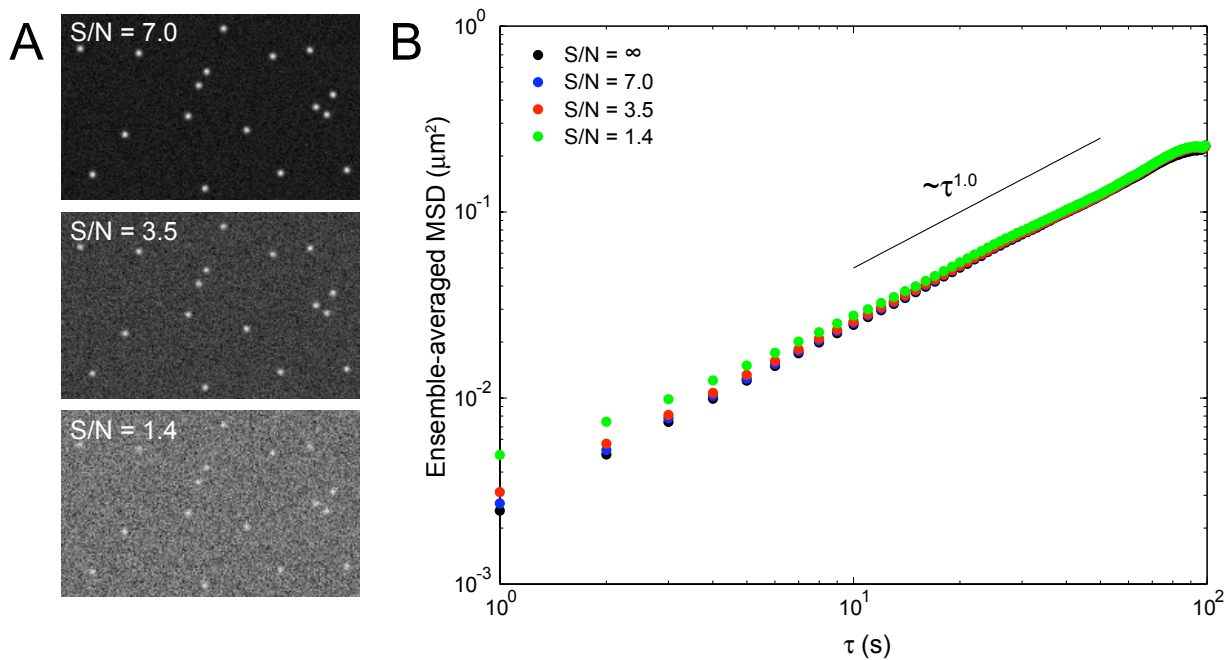 A
S/N = 7.0
S/N = 3.5
S/N = 1.4
B
Ensemble-averaged MSD (μm²)
10⁰
10⁻¹
10⁻²
10⁻³
S/N = ∞
S/N = 7.0
S/N = 3.5
S/N = 1.4
~τ¹·⁰
10⁰
10¹
10²
τ (s)